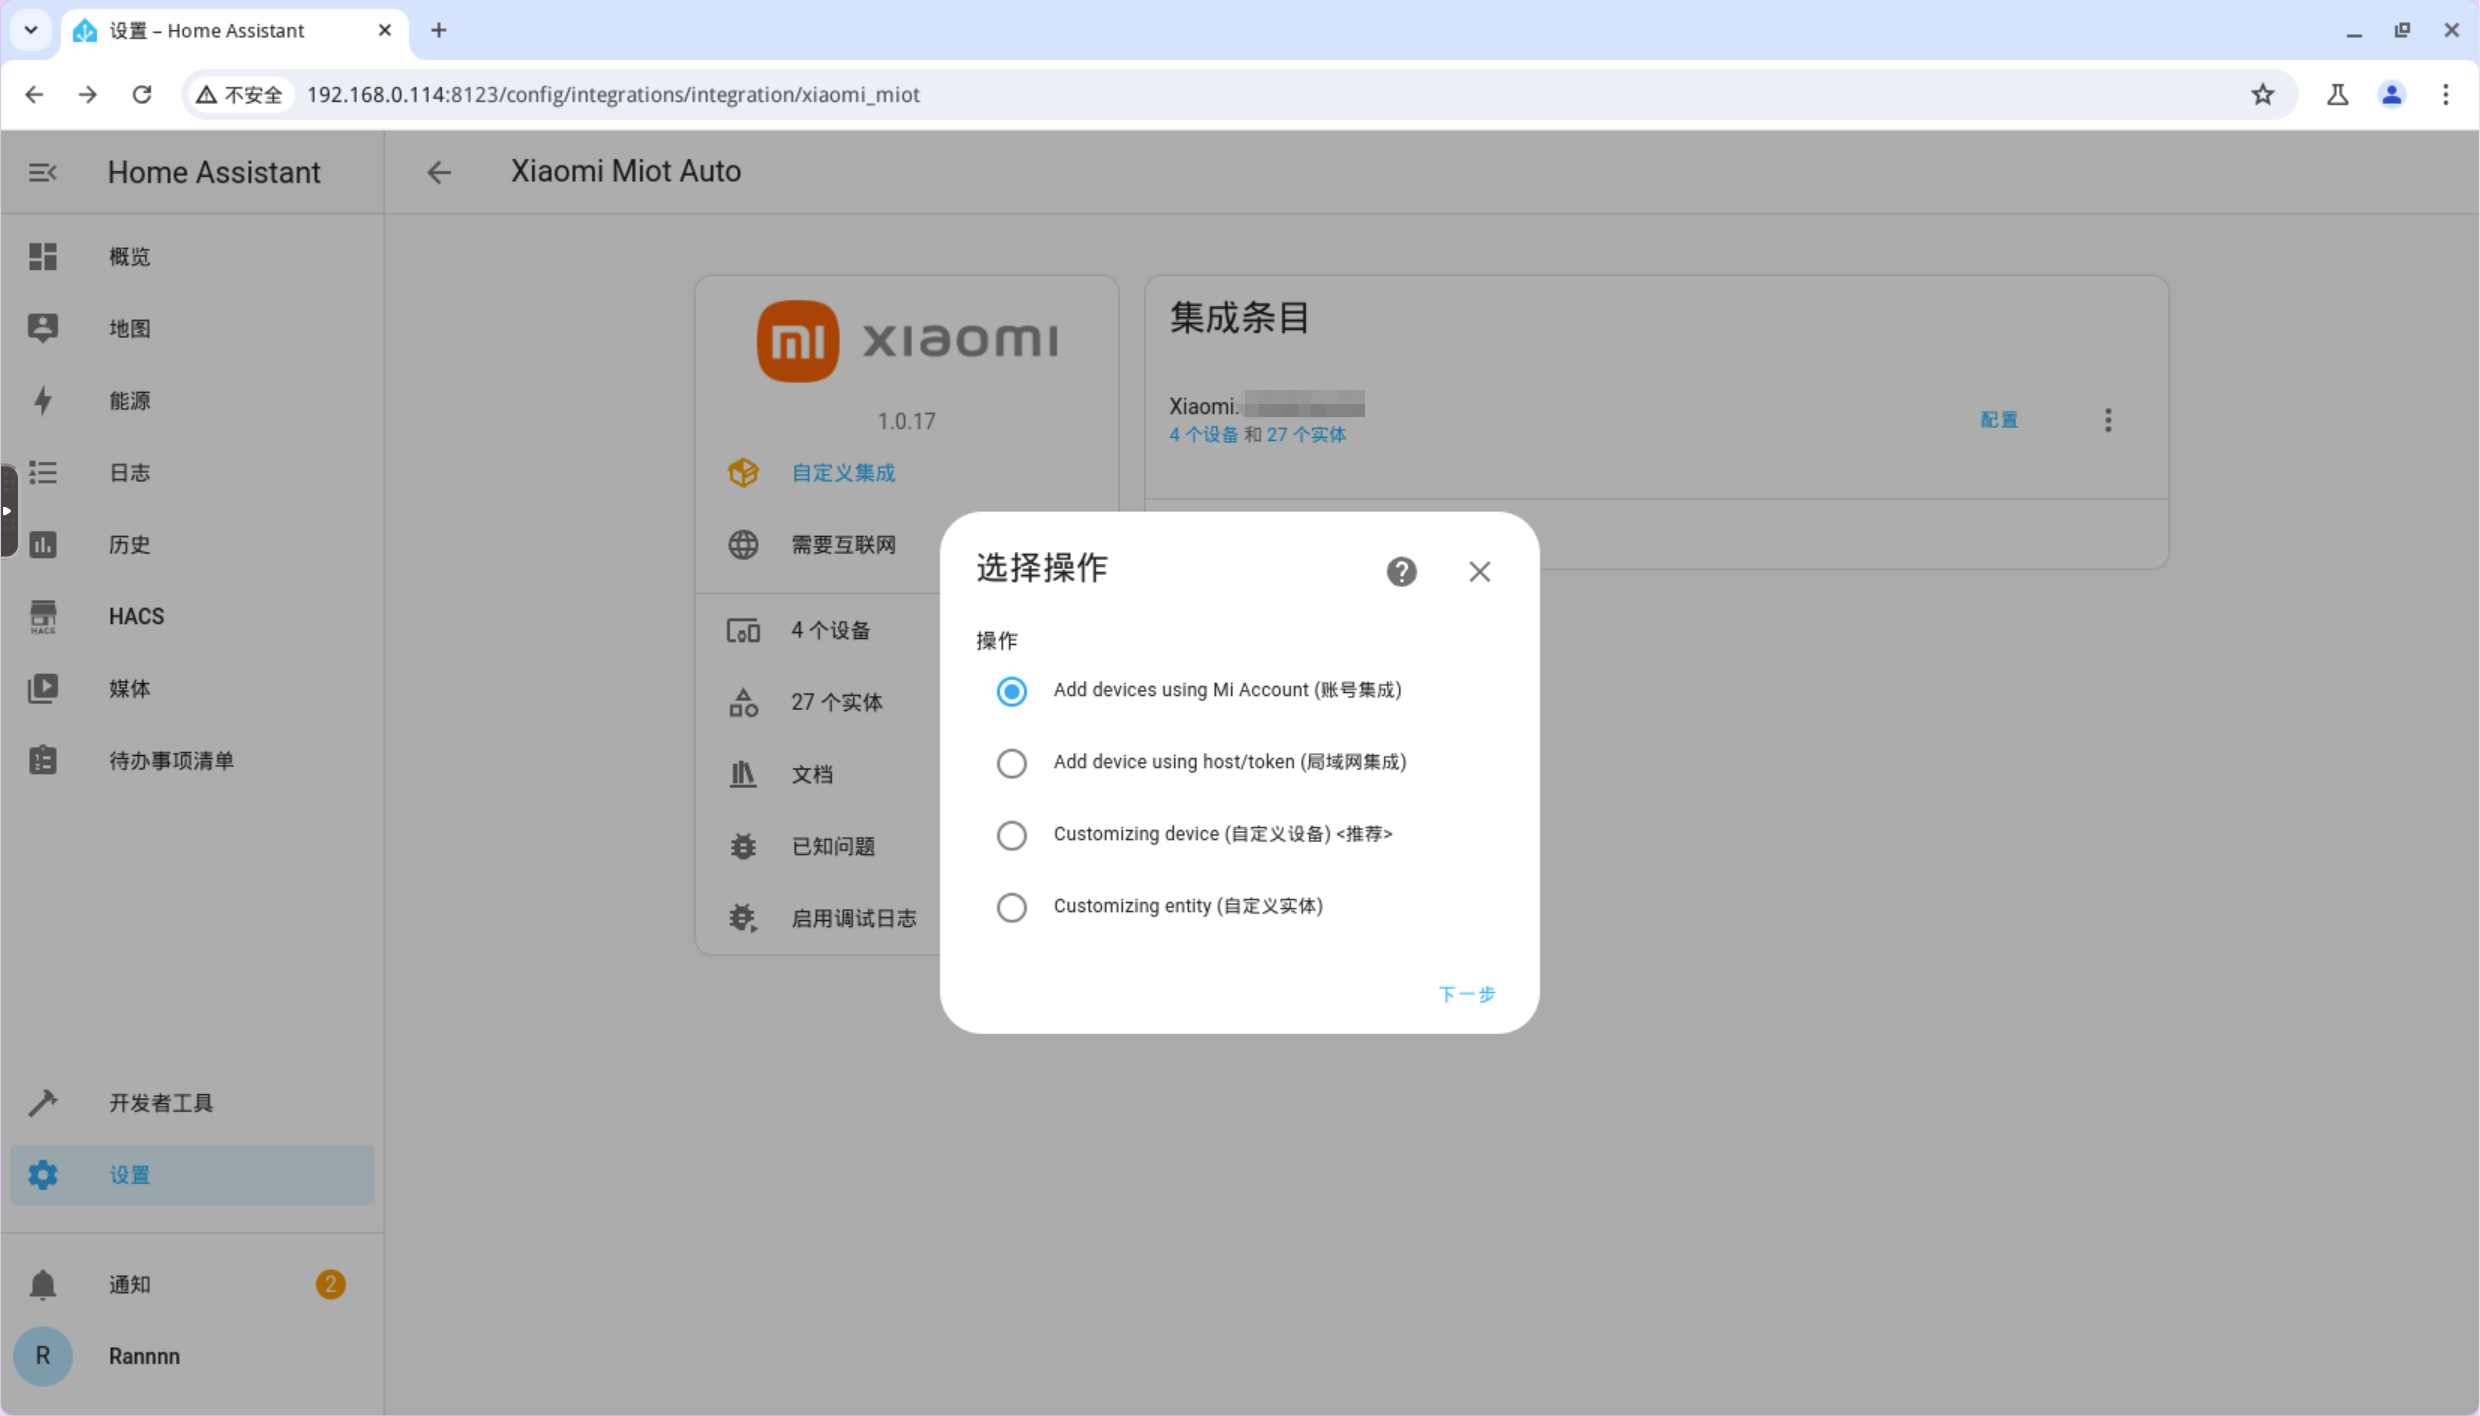 设置 – Home Assistant
不安全
192.168.0.114:8123/config/integrations/integration/xiaomi_miot
Home Assistant
Xiaomi Miot Auto
概览
地图
能源
日志
历史
HACS
HACS
媒体
待办事项清单
开发者工具
设置
通知
2
R
Rannnn
mi xiaomi
1.0.17
自定义集成
需要互联网
4 个设备
27 个实体
文档
已知问题
启用调试日志
集成条目
Xiaomi:
4 个设备 和 27 个实体
配置
选择操作
操作
Add devices using Mi Account (账号集成)
Add device using host/token (局域网集成)
Customizing device (自定义设备) <推荐>
Customizing entity (自定义实体)
下一步